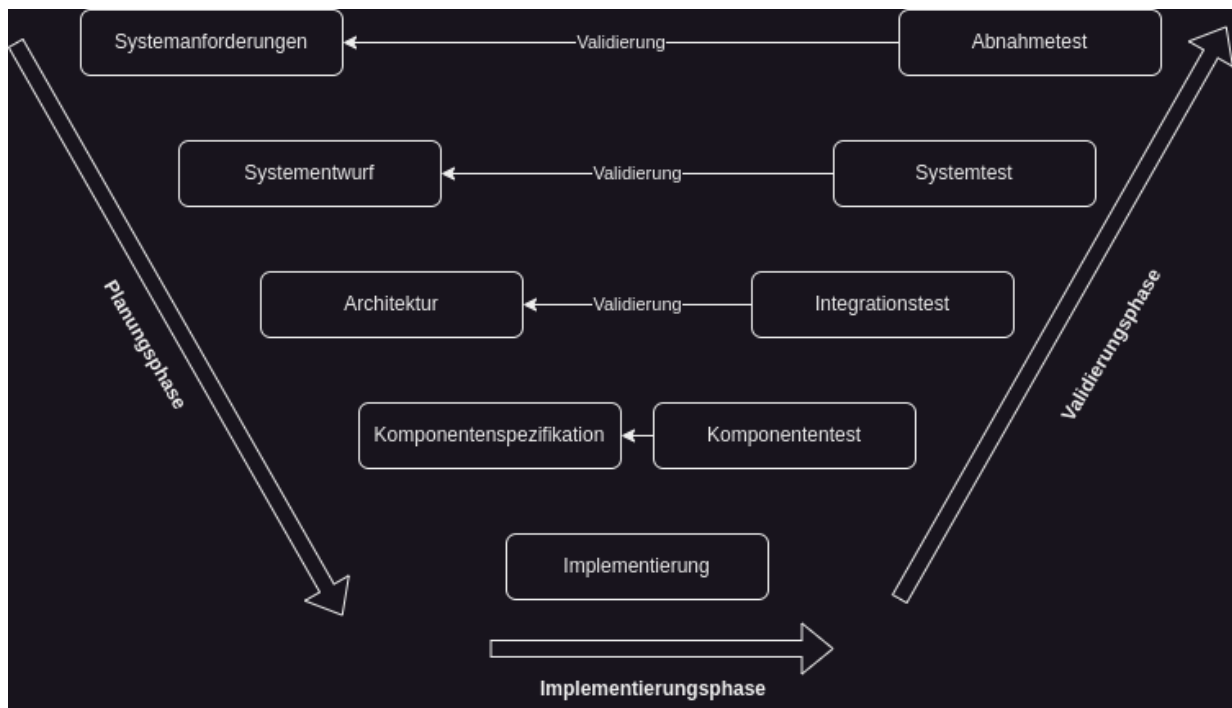 Systemanforderungen
Validierung
Abnahmetest
Systementwurf
Validierung
Systemtest
Planungsphase
Architektur
Validierung
Integrationstest
Validierungsphase
Komponentenspezifikation
Komponententest
Implementierung
Implementierungsphase